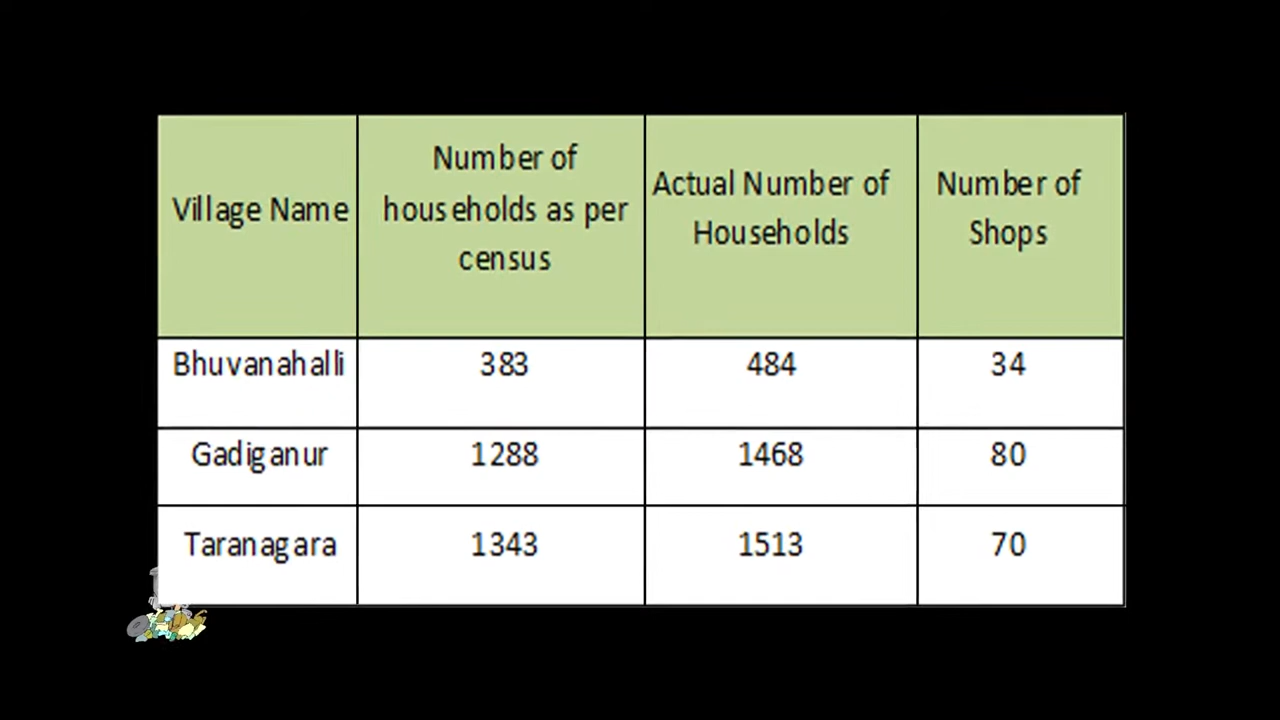 Village Name
Number of
households as per
census
Actual Number of
Households
Number of
Shops
Bhuvanahalli 383 484 34
Gadiganur 1288 1468 80
Taranagara 1343 1513 70